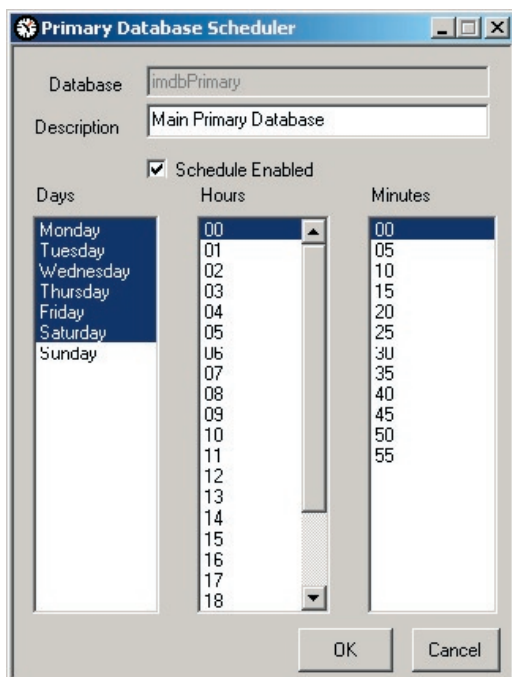 Primary Database Scheduler
Database
imdbPrimary
Description
Main Primary Database
Schedule Enabled
Days
Hours
Minutes
Monday
Tuesday
Wednesday
Thursday
Friday
Saturday
Sunday
00
01
02
03
04
05
06
07
08
09
10
11
12
13
14
15
16
17
18
00
05
10
15
20
25
30
35
40
45
50
55
OK
Cancel